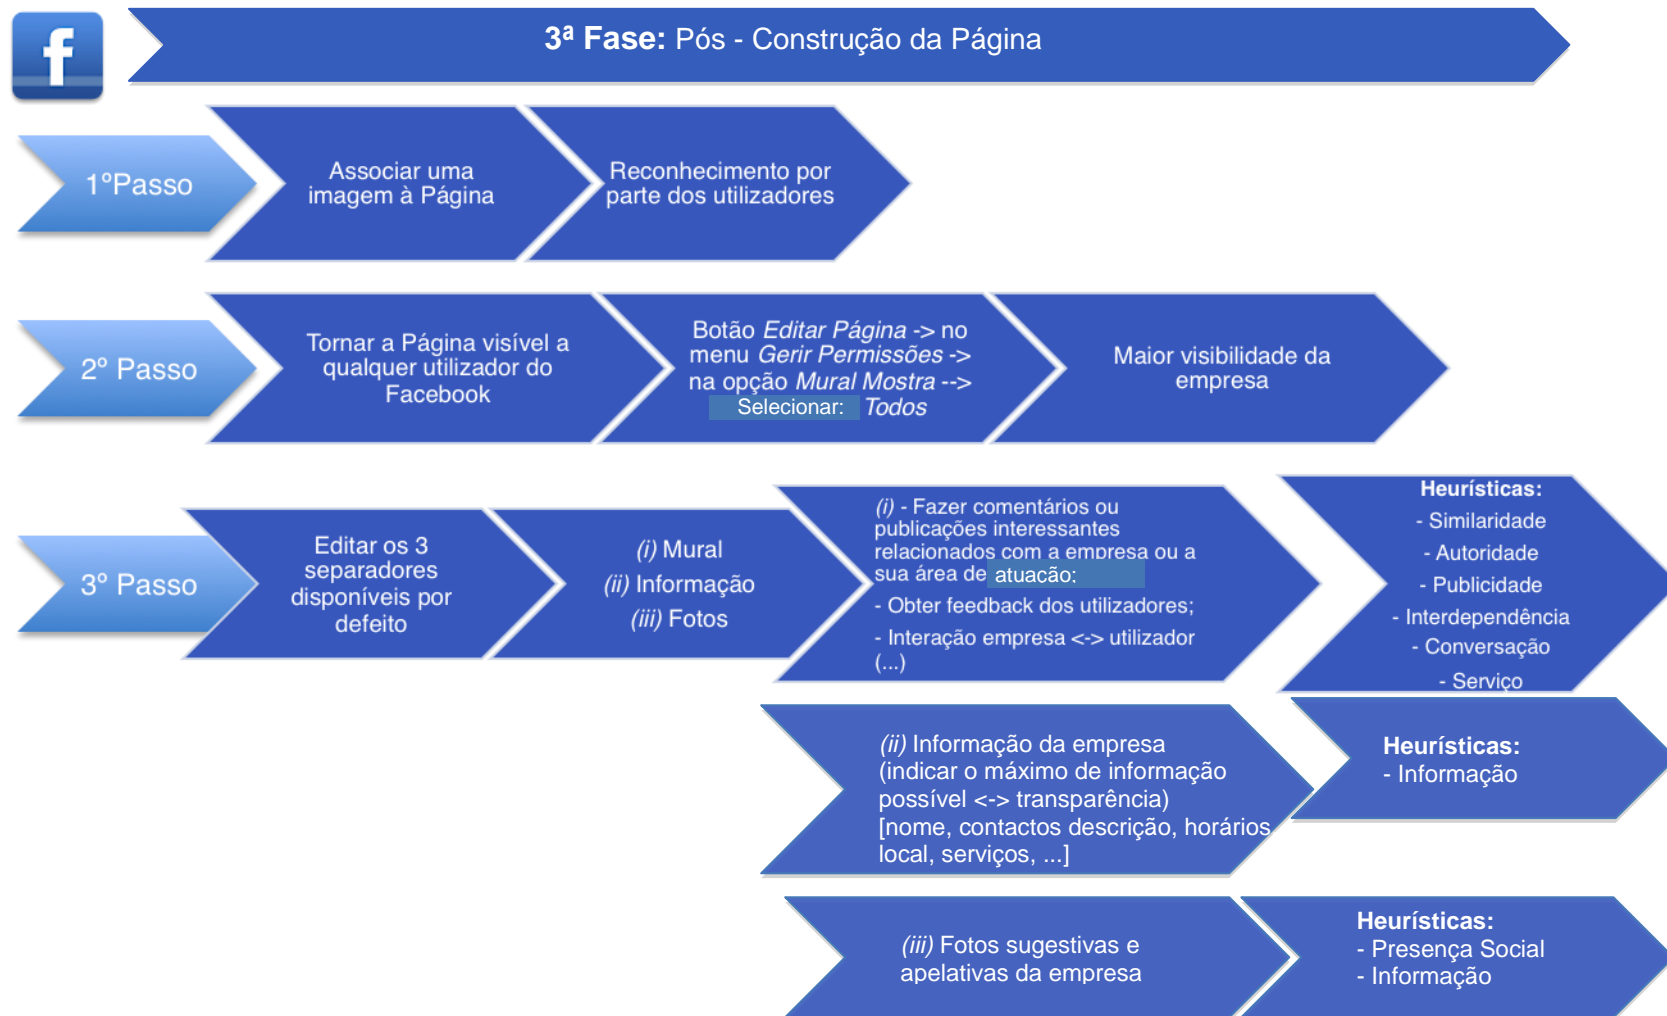 f
3ª Fase: Pós - Construção da Página
1ºPasso
Associar uma
imagem à Página
Reconhecimento por
parte dos utilizadores
2º Passo
Tornar a Página visível a
qualquer utilizador do
Facebook
Botão Editar Página -> no
menu Gerir Permissões ->
na opção Mural Mostra -->
Selecionar: Todos
Maior visibilidade da
empresa
3º Passo
Editar os 3
separadores
disponíveis por
defeito
(i) Mural
(ii) Informação
(iii) Fotos
(i) - Fazer comentários ou
publicações interessantes
relacionados com a empresa ou a
sua área de atuacão:
- Obter feedback dos utilizadores;
- Interação empresa <-> utilizador
(...)
Heurísticas:
- Similaridade
- Autoridade
- Publicidade
- Interdependência
- Conversação
- Serviço
(ii) Informação da empresa
(indicar o máximo de informação
possível <-> transparência)
[nome, contactos descrição, horários,
local, serviços, ...]
Heurísticas:
- Informação
(iii) Fotos sugestivas e
apelativas da empresa
Heurísticas:
- Presença Social
- Informação